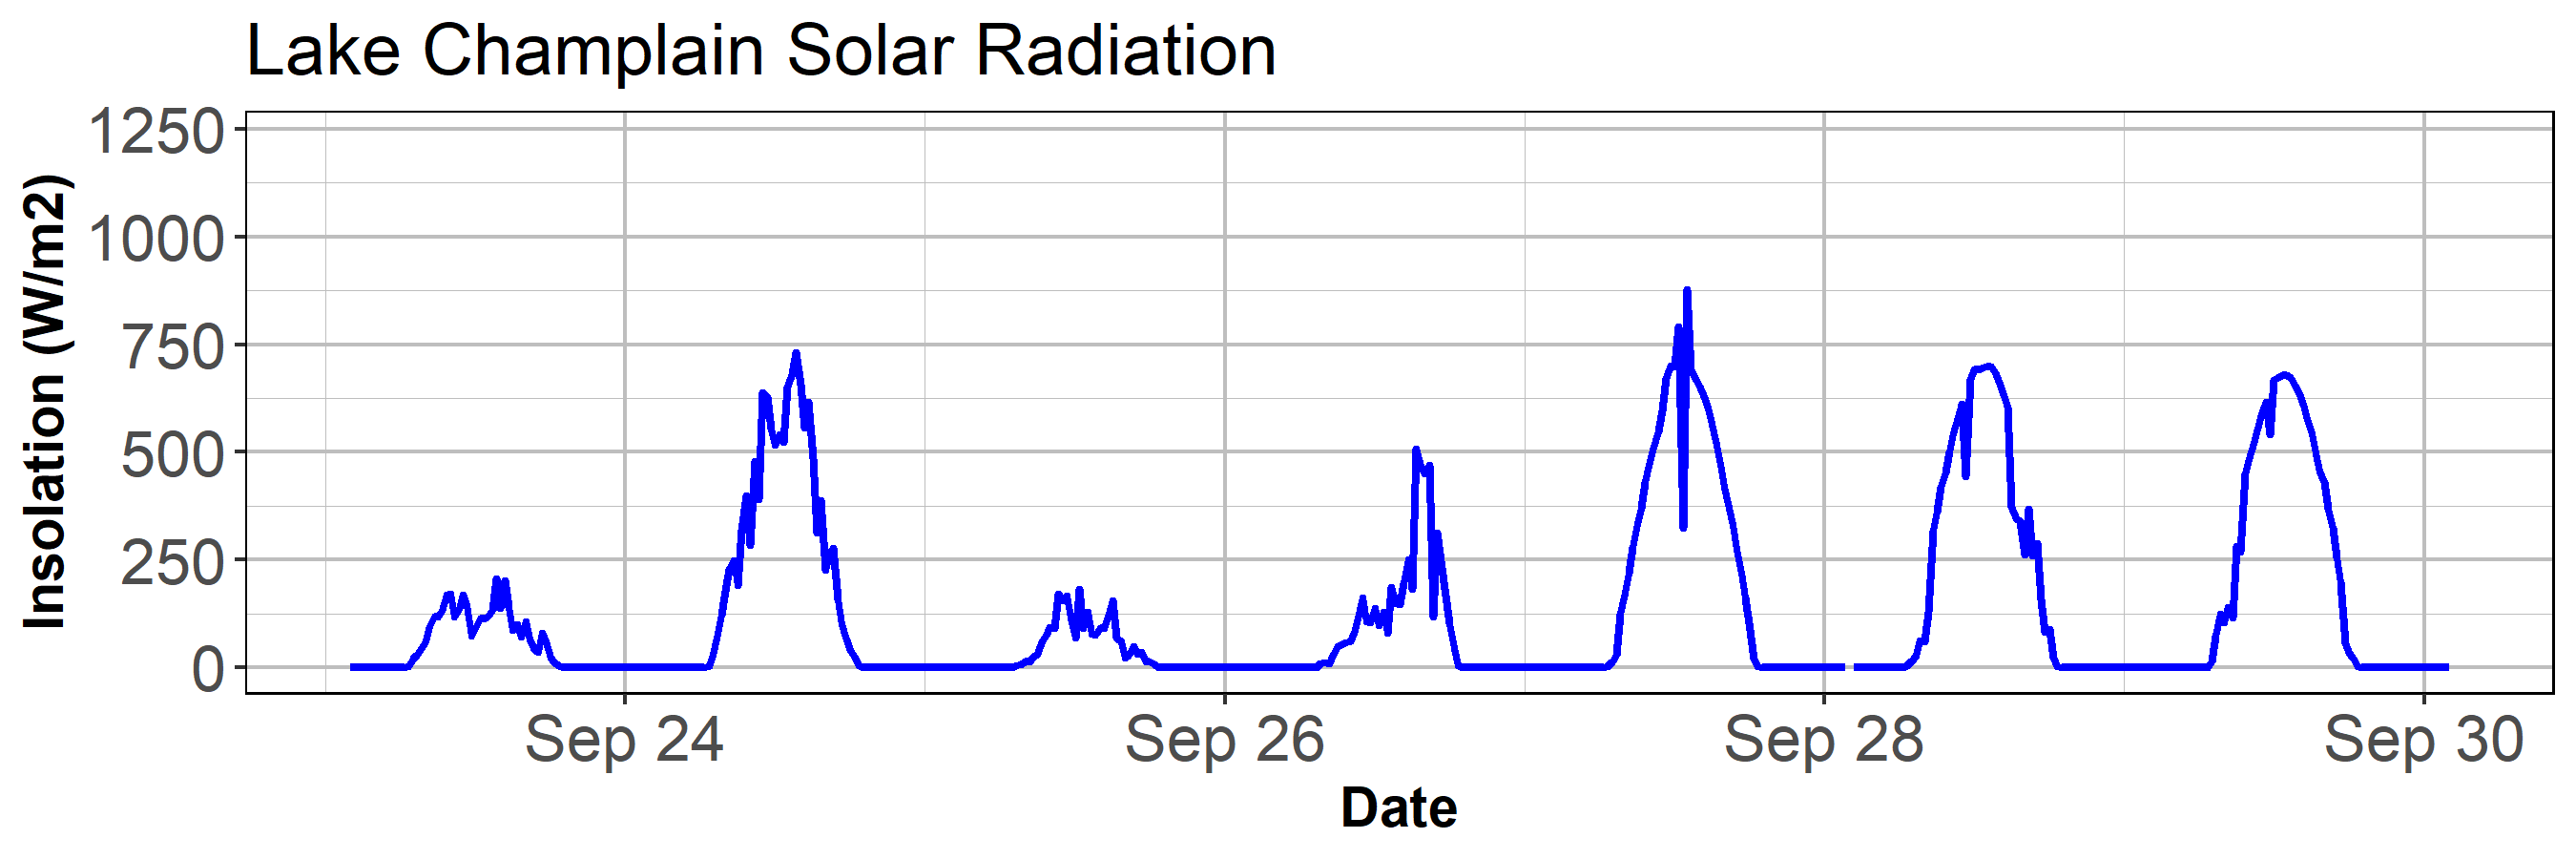 Lake Champlain Solar Radiation
1250
1000
750
500
250
0
Insolation (W/m2)
Sep 24
Sep 26
Sep 28
Sep 30
Date